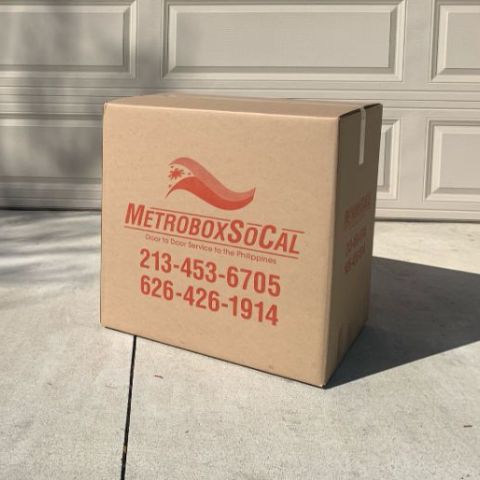 METROBOXSOCAL
Door to Door Service to the Philippines
213-453-6705
626-426-1914